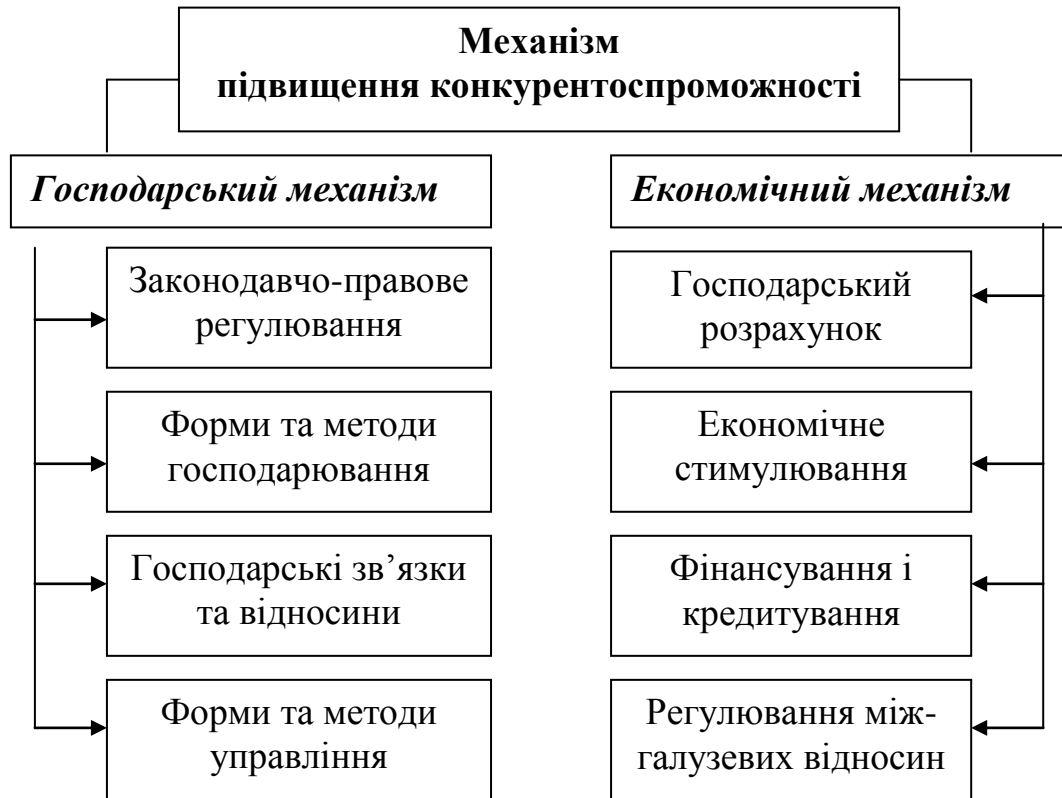 Механізм
підвищення конкурентоспроможності
Господарський механізм
Законодавчо-правове
регулювання
Форми та методи
господарювання
Господарські зв’язки
та відносини
Форми та методи
управління
Економічний механізм
Господарський
розрахунок
Економічне
стимулювання
Фінансування і
кредитування
Регулювання між-
галузевих відносин